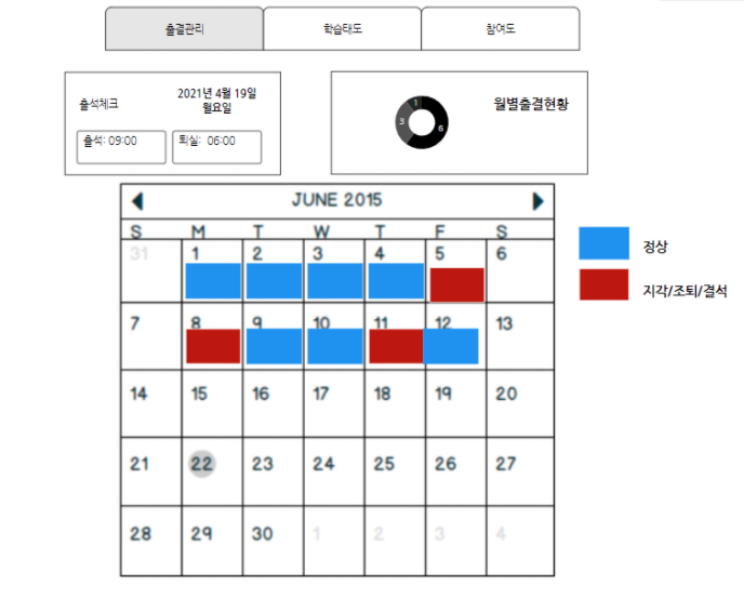 출결관리 학습태도 참여도
출석체크
2021년 4월 19일
월요일
출석: 09:00 퇴실: 06:00
월별출결현황
1
3
6
JUNE 2015
S M T W T F S
31 1 2 3 4 5 6
7 8 9 10 11 12 13
14 15 16 17 18 19 20
21 22 23 24 25 26 27
28 29 30 1 2 3 4
정상
지각/조퇴/결석